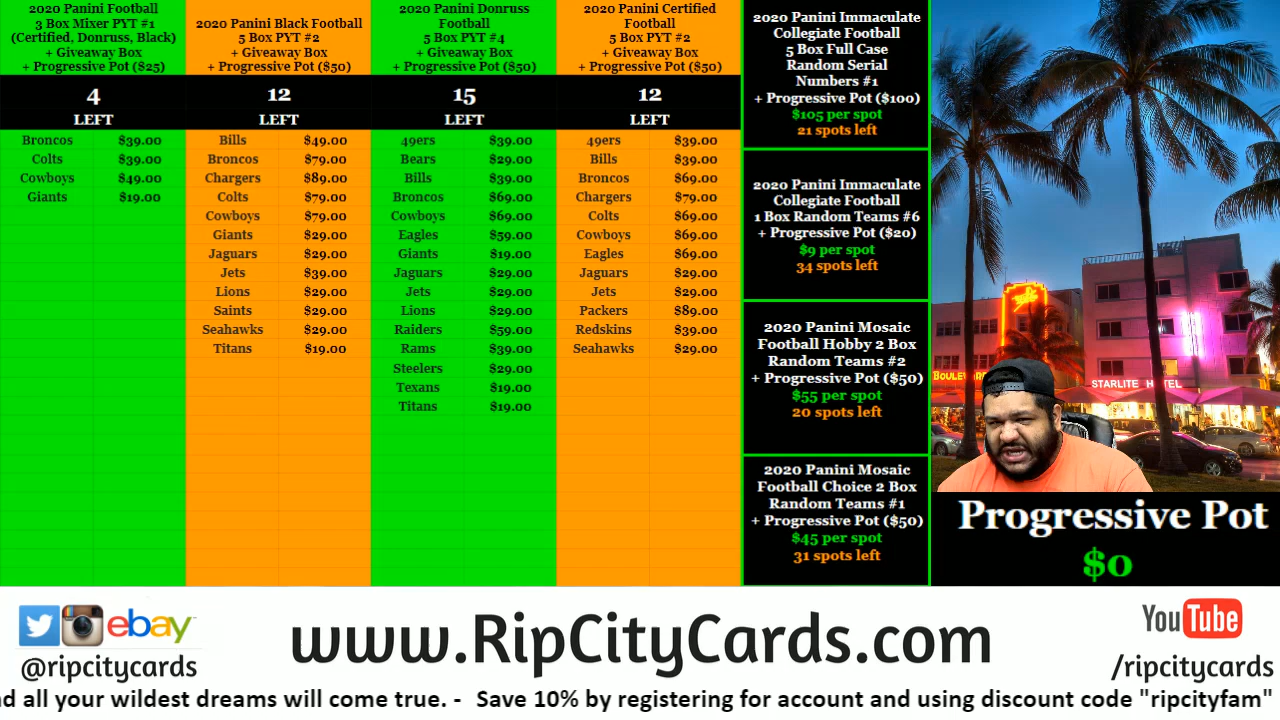 2020 Panini Football
3 Box Mixer PYT #1
(Certified, Donruss, Black)
+ Giveaway Box
+ Progressive Pot ($25)
4
LEFT
Broncos $39.00
Colts $39.00
Cowboys $49.00
Giants $19.00
2020 Panini Black Football
5 Box PYT #2
+ Giveaway Box
+ Progressive Pot ($50)
12
LEFT
Bills $49.00
Broncos $79.00
Chargers $89.00
Colts $79.00
Cowboys $79.00
Giants $29.00
Jaguars $29.00
Jets $39.00
Lions $29.00
Saints $29.00
Seahawks $29.00
Titans $19.00
2020 Panini Donruss
Football
5 Box PYT #4
+ Giveaway Box
+ Progressive Pot ($50)
15
LEFT
49ers $39.00
Bears $29.00
Bills $39.00
Broncos $69.00
Cowboys $69.00
Eagles $59.00
Giants $19.00
Jaguars $29.00
Jets $29.00
Lions $29.00
Raiders $59.00
Rams $39.00
Steelers $29.00
Texans $19.00
Titans $19.00
2020 Panini Certified
Football
5 Box PYT #2
+ Giveaway Box
+ Progressive Pot ($50)
12
LEFT
49ers $39.00
Bills $39.00
Broncos $69.00
Chargers $79.00
Colts $69.00
Cowboys $69.00
Eagles $69.00
Jaguars $29.00
Jets $29.00
Packers $89.00
Redskins $39.00
Seahawks $29.00
2020 Panini Immaculate
Collegiate Football
5 Box Full Case
Random Serial
Numbers #1
+ Progressive Pot ($100)
$105 per spot
21 spots left
2020 Panini Immaculate
Collegiate Football
1 Box Random Teams #6
+ Progressive Pot ($20)
$9 per spot
34 spots left
2020 Panini Mosaic
Football Hobby 2 Box
Random Teams #2
+ Progressive Pot ($50)
$55 per spot
20 spots left
2020 Panini Mosaic
Football Choice 2 Box
Random Teams #1
+ Progressive Pot ($50)
$45 per spot
31 spots left
STARLITE HOTEL
Progressive Pot
$0
ebay
@ripcitycards
www.RipCityCards.com
YouTube
/ripcitycards
all your wildest dreams will come true. - Save 10% by registering for account and using discount code "ripcityfam"